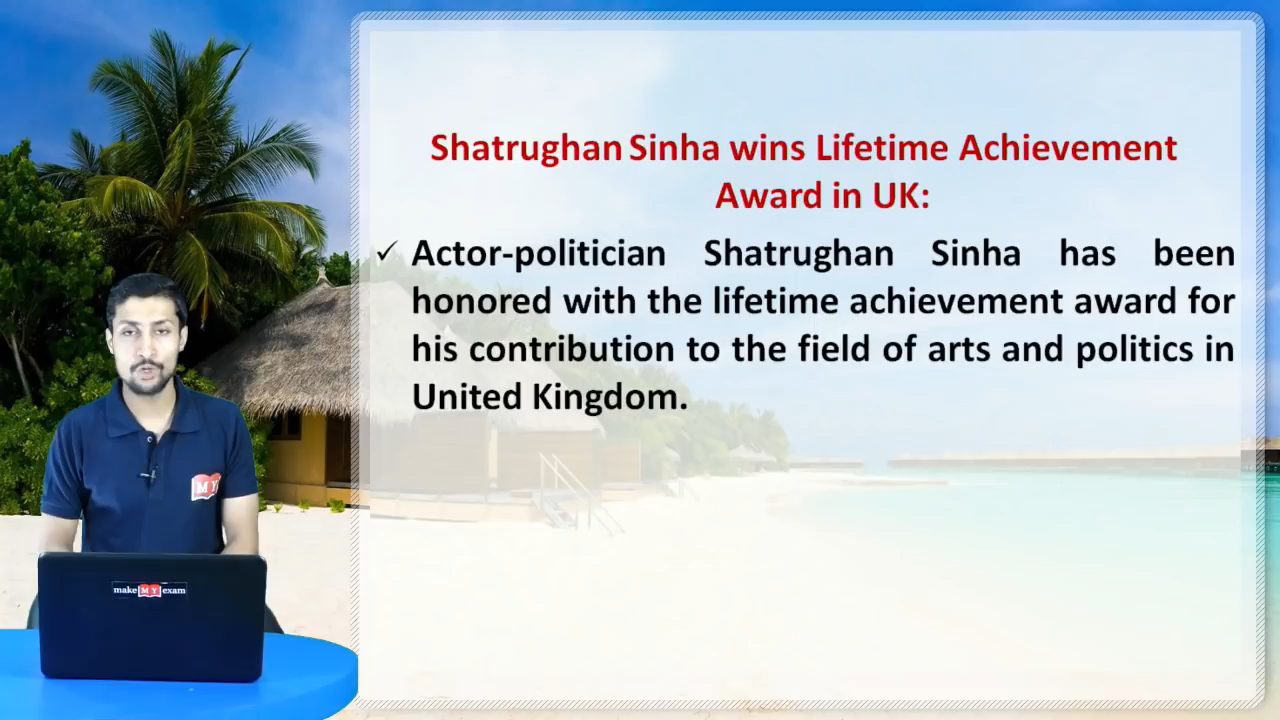 Shatrughan Sinha wins Lifetime Achievement
Award in UK:
✓ Actor-politician Shatrughan Sinha has been
honored with the lifetime achievement award for
his contribution to the field of arts and politics in
United Kingdom.
MY
make MY exam